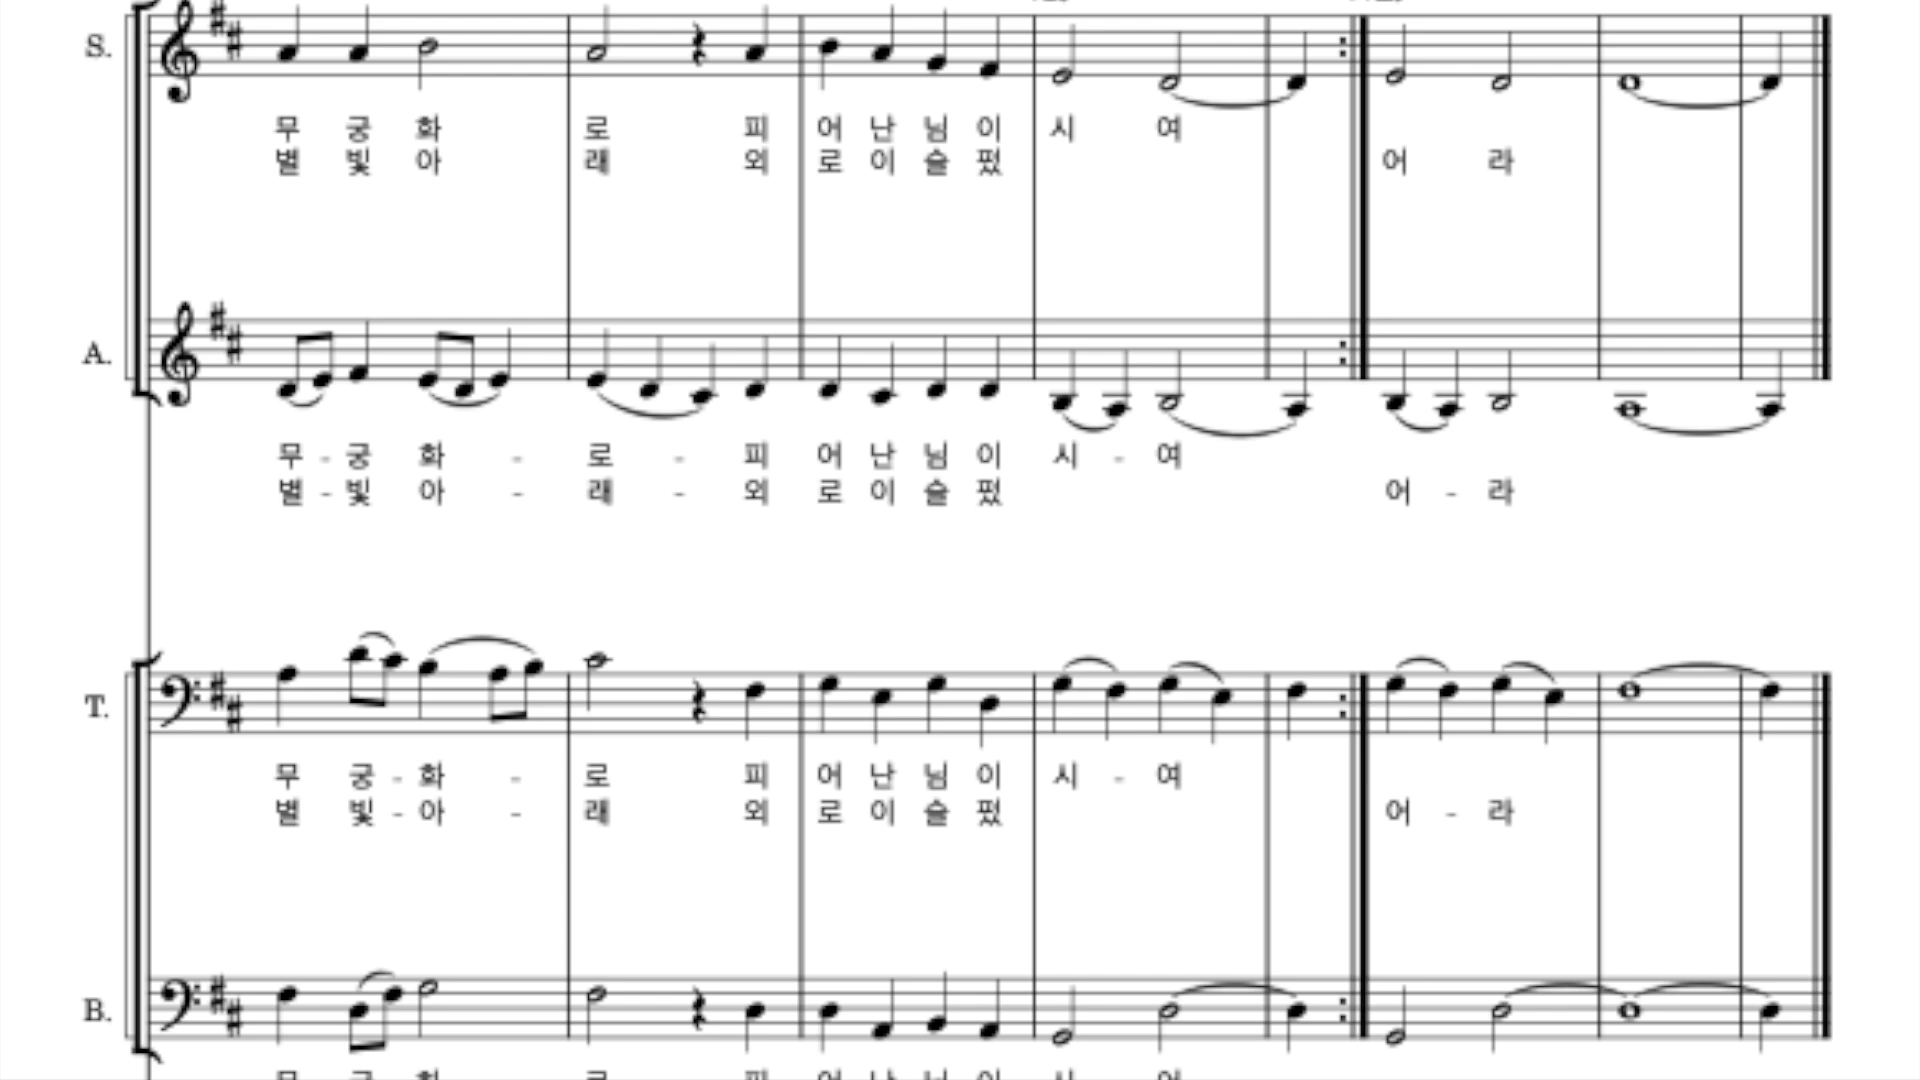 S.
무 궁 화 로 피 어 난 님 이 시 여
별 빛 아 래 외 로 이 슬 펐 어 라
A.
무 - 궁 화 - 로 - 피 어 난 님 이 시 - 여
별 - 빛 아 - 래 - 외 로 이 슬 펐 어 - 라
T.
무 궁 - 화 - 로 피 어 난 님 이 시 - 여
별 빛 - 아 - 래 외 로 이 슬 펐 어 - 라
B.